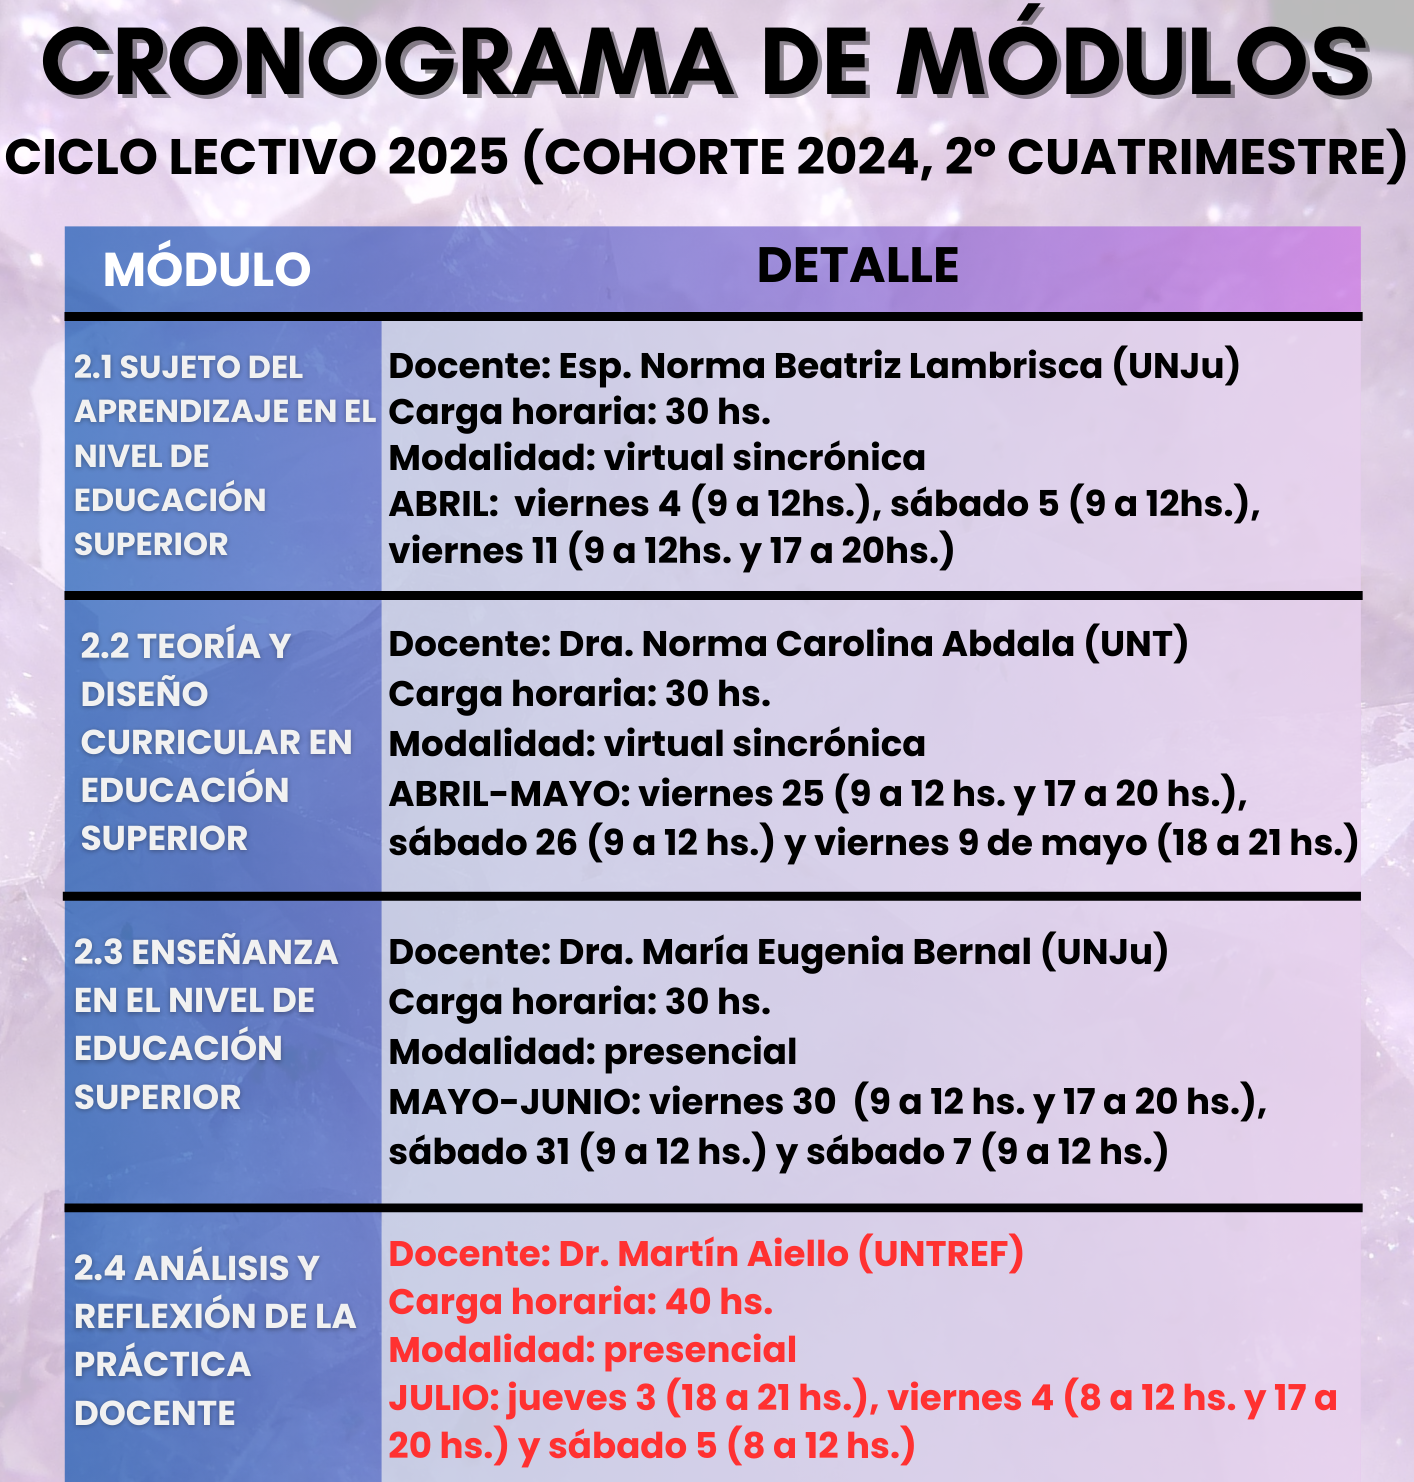 CRONOGRAMA DE MÓDULOS
CICLO LECTIVO 2025 (COHORTE 2024, 2° CUATRIMESTRE)
MÓDULO
DETALLE
2.1 SUJETO DEL
APRENDIZAJE EN EL
NIVEL DE
EDUCACIÓN
SUPERIOR
Docente: Esp. Norma Beatriz Lambrisca (UNJu)
Carga horaria: 30 hs.
Modalidad: virtual sincrónica
ABRIL: viernes 4 (9 a 12hs.), sábado 5 (9 a 12hs.),
viernes 11 (9 a 12hs. y 17 a 20hs.)
2.2 TEORÍA Y
DISEÑO
CURRICULAR EN
EDUCACIÓN
SUPERIOR
Docente: Dra. Norma Carolina Abdala (UNT)
Carga horaria: 30 hs.
Modalidad: virtual sincrónica
ABRIL-MAYO: viernes 25 (9 a 12 hs. y 17 a 20 hs.),
sábado 26 (9 a 12 hs.) y viernes 9 de mayo (18 a 21 hs.)
2.3 ENSEÑANZA
EN EL NIVEL DE
EDUCACIÓN
SUPERIOR
Docente: Dra. María Eugenia Bernal (UNJu)
Carga horaria: 30 hs.
Modalidad: presencial
MAYO-JUNIO: viernes 30 (9 a 12 hs. y 17 a 20 hs.),
sábado 31 (9 a 12 hs.) y sábado 7 (9 a 12 hs.)
2.4 ANÁLISIS Y
REFLEXIÓN DE LA
PRÁCTICA
DOCENTE
Docente: Dr. Martín Aiello (UNTREF)
Carga horaria: 40 hs.
Modalidad: presencial
JULIO: jueves 3 (18 a 21 hs.), viernes 4 (8 a 12 hs. y 17 a
20 hs.) y sábado 5 (8 a 12 hs.)